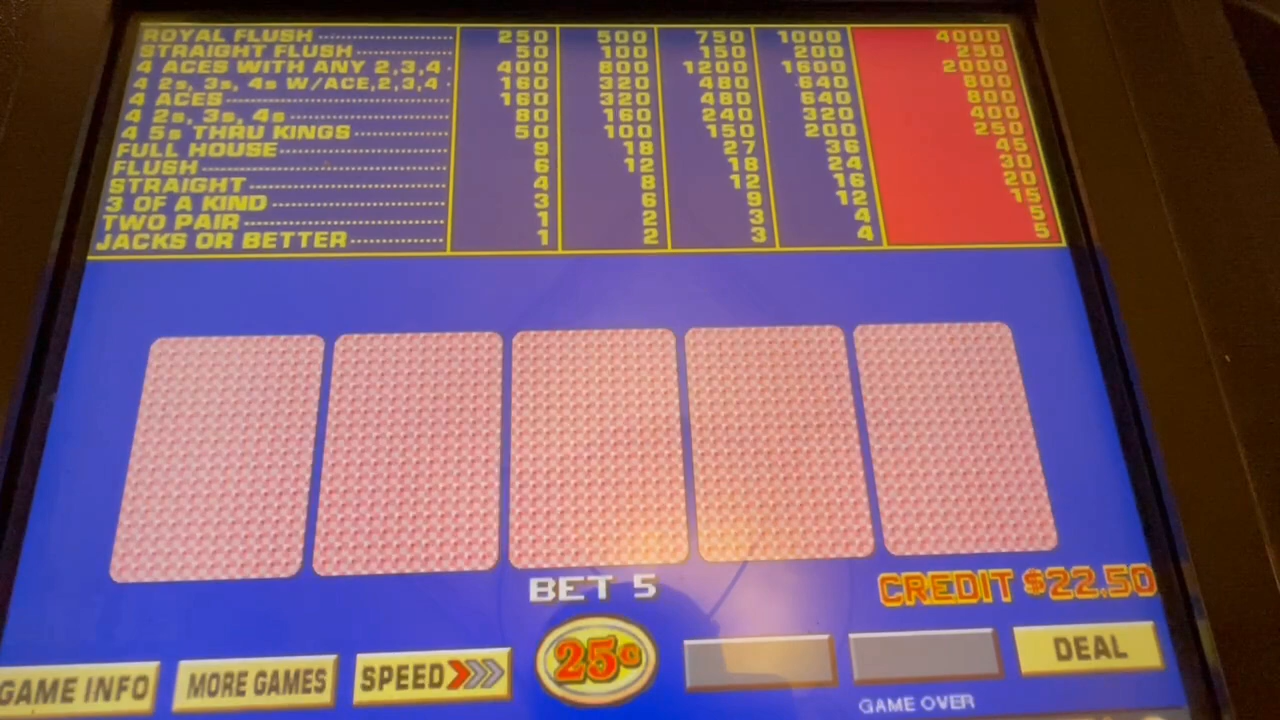 ROYAL FLUSH 250 500 750 1000 4000
STRAIGHT FLUSH 50 100 150 200 250
4 ACES WITH ANY 2,3,4 400 800 1200 1600 2000
4 2s, 3s, 4s W/ACE,2,3,4 160 320 480 640 800
4 ACES 160 320 480 640 800
4 2s, 3s, 4s 80 160 240 320 400
4 5s THRU KINGS 50 100 150 200 250
FULL HOUSE 9 18 27 36 45
FLUSH 6 12 18 24 30
STRAIGHT 4 8 12 16 20
3 OF A KIND 3 6 9 12 15
TWO PAIR 1 2 3 4 5
JACKS OR BETTER 1 2 3 4 5
BET 5
CREDIT $22.50
GAME INFO
MORE GAMES
SPEED
25¢
DEAL
GAME OVER